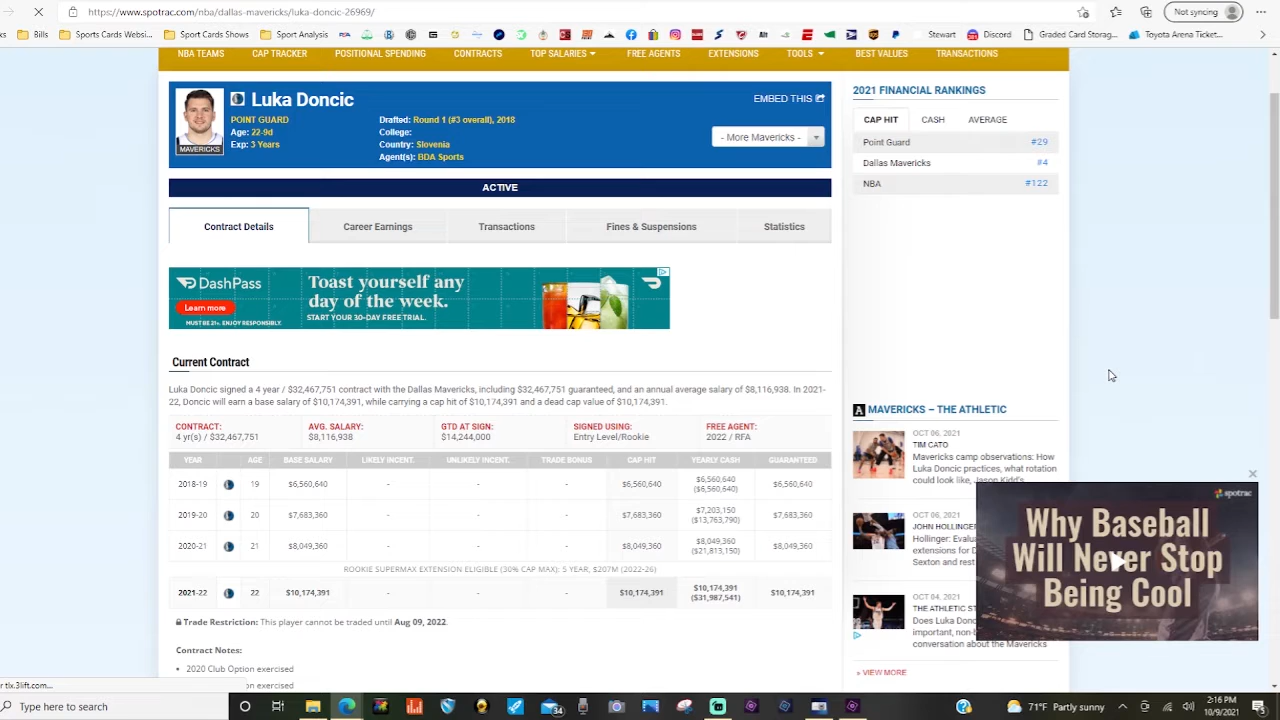 https://www.spotrac.com/nba/dallas-mavericks/luka-doncic-26969/
Not syncing
Bills
Sports Cards Websi...
Sports Cards Shows
Sport Analysis
Stewart
Discord
Graded Card Storag...
Toyota Arena Ticket...
NBA TEAMS
CAP TRACKER
POSITIONAL SPENDING
CONTRACTS
TOP SALARIES
FREE AGENTS
EXTENSIONS
TOOLS
BEST VALUES
TRANSACTIONS
Luka Doncic
EMBED THIS
POINT GUARD
Age: 22-9d
Exp: 3 Years
MAVERICKS
Drafted: Round 1 (#3 overall), 2018
College:
Country: Slovenia
Agent(s): BDA Sports
- More Mavericks -
ACTIVE
Contract Details
Career Earnings
Transactions
Fines & Suspensions
Statistics
DashPass
Learn more
MUST BE 21+. ENJOY RESPONSIBLY.
Toast yourself any
day of the week.
START YOUR 30-DAY FREE TRIAL.
Current Contract
Luka Doncic signed a 4 year / $32,467,751 contract with the Dallas Mavericks, including $32,467,751 guaranteed, and an annual average salary of $8,116,938. In 2021-
22, Doncic will earn a base salary of $10,174,391, while carrying a cap hit of $10,174,391 and a dead cap value of $10,174,391.
CONTRACT: AVG. SALARY: GTD AT SIGN: SIGNED USING: FREE AGENT:
4 yr(s) / $32,467,751 $8,116,938 $14,244,000 Entry Level/Rookie 2022 / RFA
YEAR AGE BASE SALARY LIKELY INCENT. UNLIKELY INCENT. TRADE BONUS CAP HIT YEARLY CASH GUARANTEED
2018-19 19 $6,560,640 - - - $6,560,640 $6,560,640 $6,560,640
($6,560,640)
2019-20 20 $7,683,360 - - - $7,683,360 $7,203,150 $7,683,360
($13,763,790)
2020-21 21 $8,049,360 - - - $8,049,360 $8,049,360 $8,049,360
($21,813,150)
ROOKIE SUPERMAX EXTENSION ELIGIBLE (30% CAP MAX): 5 YEAR, $207M (2022-26)
2021-22 22 $10,174,391 - - - $10,174,391 $10,174,391 $10,174,391
($31,987,541)
Trade Restriction: This player cannot be traded until Aug 09, 2022.
Contract Notes:
• 2020 Club Option exercised
on exercised
2021 FINANCIAL RANKINGS
CAP HIT
CASH
AVERAGE
Point Guard #29
Dallas Mavericks #4
NBA #122
MAVERICKS – THE ATHLETIC
OCT 06, 2021
TIM CATO
Mavericks camp observations: How
Luka Doncic practices, what rotation
could look like, Jason Kidd's
OCT 06, 2021
JOHN HOLLINGE
Hollinger: Evalua
extensions for D
Sexton and rest
OCT 04, 2021
THE ATHLETIC ST
Does Luka Donc
important, non-b
conversation about the Mavericks
» VIEW MORE
spotrac
Why Baseball
Will Never Stop
Being Cool
r tlx.3lift.com...
Type here to search
34
71°F Partly sunny
2:16 PM
10/9/2021